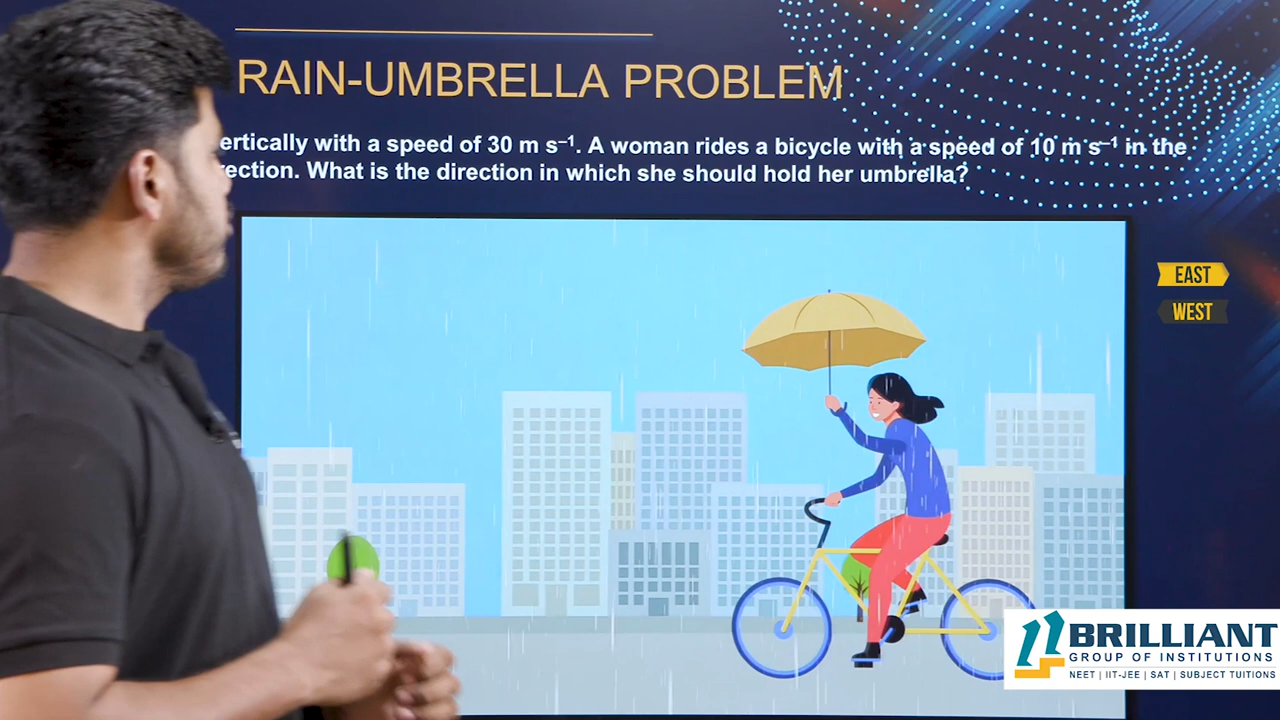 RAIN-UMBRELLA PROBLEM
ertically with a speed of 30 m s⁻¹. A woman rides a bicycle with a speed of 10 m s⁻¹ in the
rection. What is the direction in which she should hold her umbrella?
EAST
WEST
BRILLIANT
GROUP OF INSTITUTIONS
NEET | IIT-JEE | SAT | SUBJECT TUITIONS